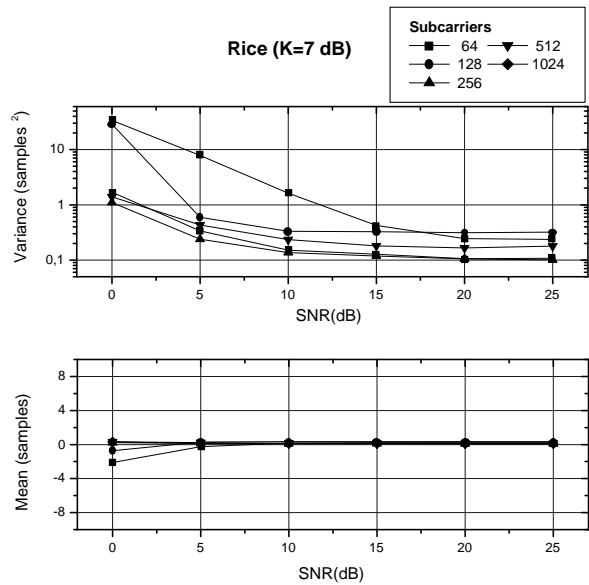 Rice (K=7 dB)
Subcarriers
64 512
128 1024
256
Variance (samples ²)
10
1
0,1
0 5 10 15 20 25
SNR(dB)
Mean (samples)
8
4
0
-4
-8
0 5 10 15 20 25
SNR(dB)